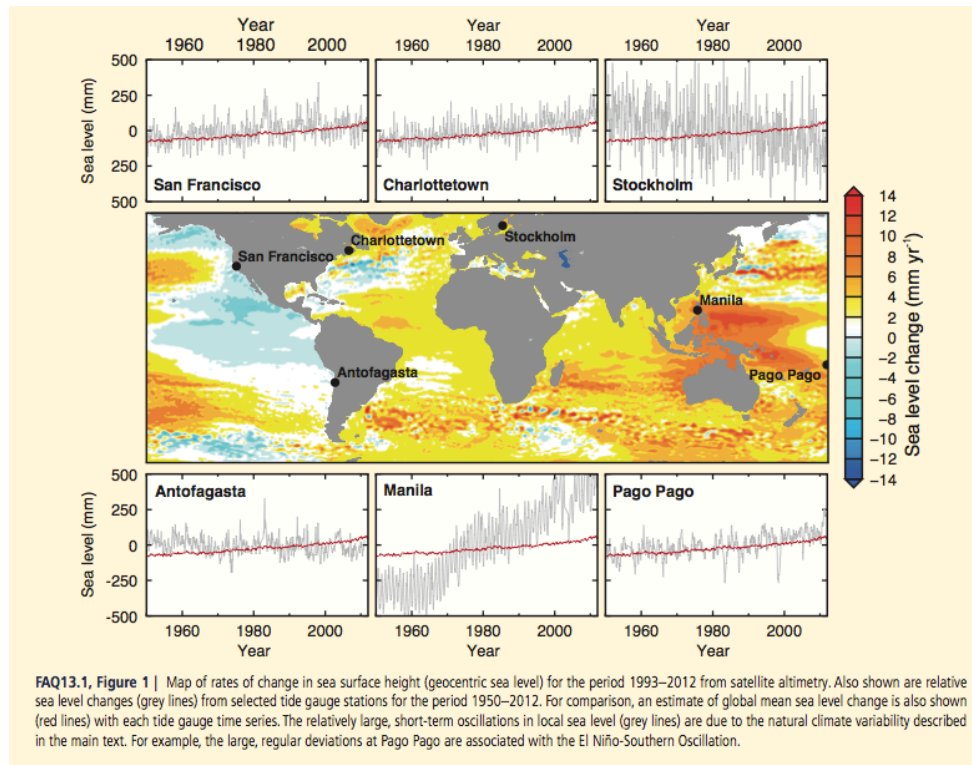 Year Year Year
1960 1980 2000 1960 1980 2000 1960 1980 2000
500
250
0
250
500
Sea level (mm)
San Francisco
Charlottetown
Stockholm
San Francisco
Charlottetown
Stockholm
Manila
Antofagasta
Pago Pago
14
12
10
8
6
4
2
0
−2
−4
−6
−8
−10
−12
−14
Sea level change (mm yr⁻¹)
500
250
0
-250
-500
Sea level (mm)
Antofagasta
Manila
Pago Pago
1960 1980 2000 1960 1980 2000 1960 1980 2000
Year Year Year
FAQ13.1, Figure 1 | Map of rates of change in sea surface height (geocentric sea level) for the period 1993–2012 from satellite altimetry. Also shown are relative
sea level changes (grey lines) from selected tide gauge stations for the period 1950–2012. For comparison, an estimate of global mean sea level change is also shown
(red lines) with each tide gauge time series. The relatively large, short-term oscillations in local sea level (grey lines) are due to the natural climate variability described
in the main text. For example, the large, regular deviations at Pago Pago are associated with the El Niño-Southern Oscillation.